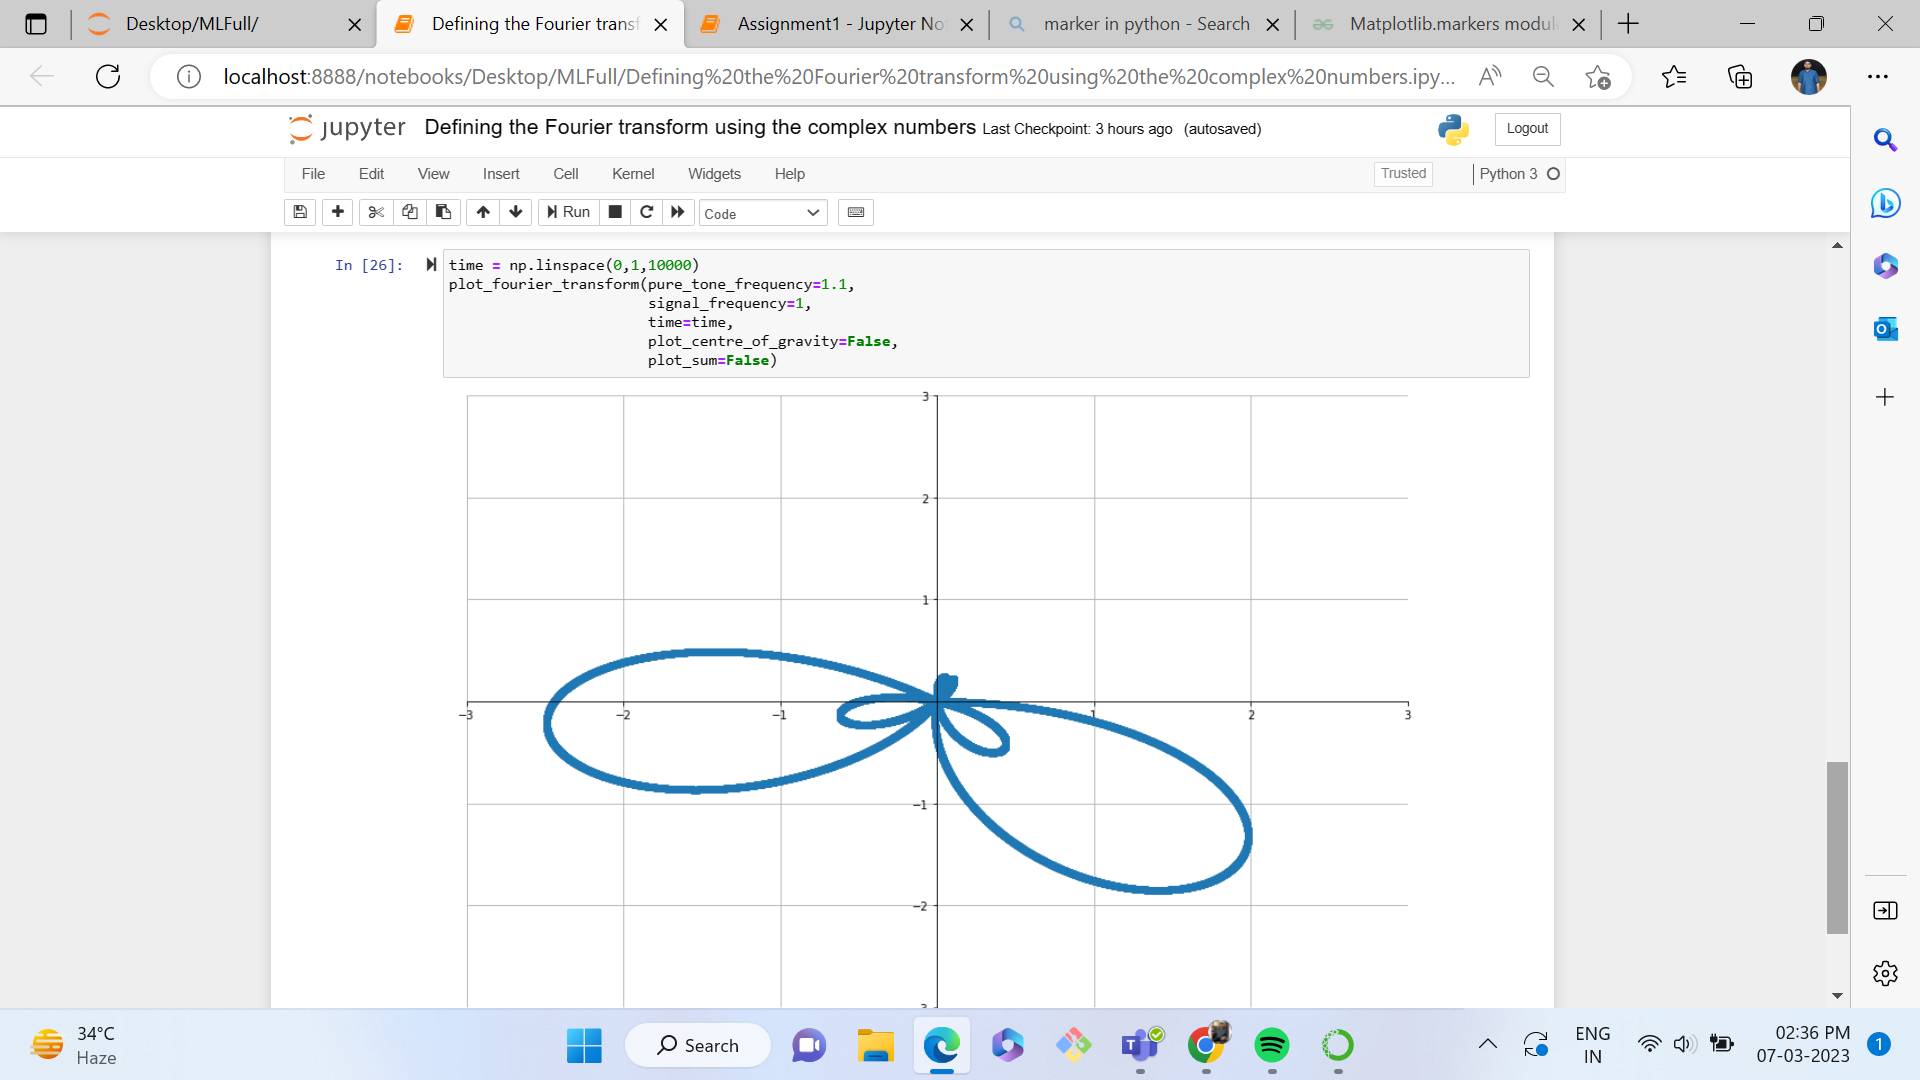 Desktop/MLFull/
Defining the Fourier transf
Assignment1 - Jupyter No
marker in python - Search
Matplotlib.markers modul
localhost:8888/notebooks/Desktop/MLFull/Defining%20the%20Fourier%20transform%20using%20the%20complex%20numbers.ipy...
jupyter Defining the Fourier transform using the complex numbers Last Checkpoint: 3 hours ago (autosaved)
Logout
File Edit View Insert Cell Kernel Widgets Help
Trusted
Python 3
Run
Code
In [26]:
time = np.linspace(0,1,10000)
plot_fourier_transform(pure_tone_frequency=1.1,
signal_frequency=1,
time=time,
plot_centre_of_gravity=False,
plot_sum=False)
3
2
1
−3 −2 −1 1 2 3
−1
−2
34°C
Haze
Search
ENG
IN
02:36 PM
07-03-2023
1